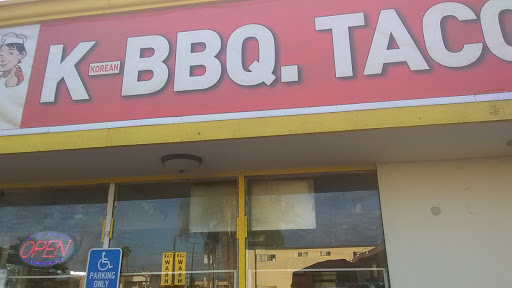 K-BBQ. TACO
KOREAN
OPEN
PARKING
ONLY